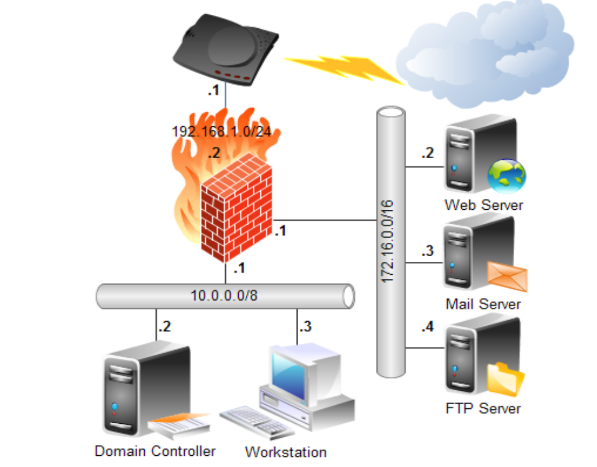 .1
192.168.1.0/24
.2
.1
.1
10.0.0.0/8
.2
.3
Domain Controller
Workstation
172.16.0.0/16
.2
Web Server
.3
Mail Server
.4
FTP Server